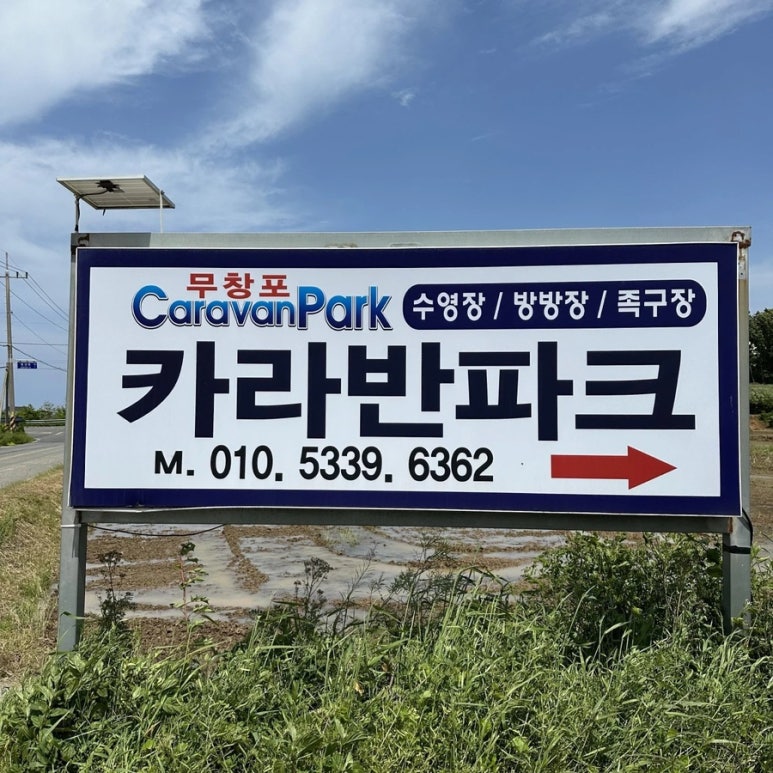 무창포
CaravanPark
수영장 / 방방장 / 족구장
카라반파크
M. 010. 5339. 6362